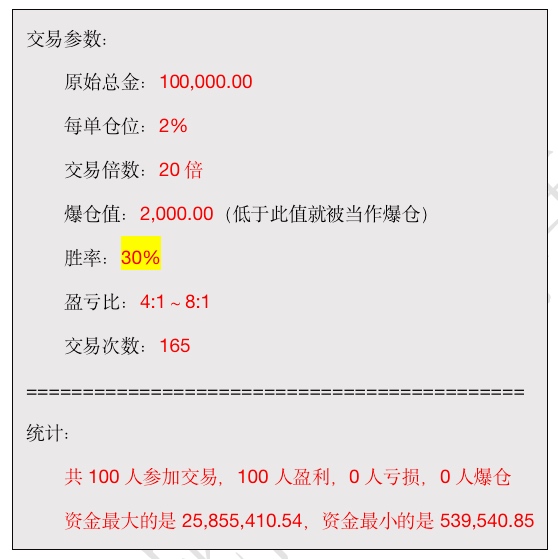 交易参数：
原始总金：100,000.00
每单仓位：2%
交易倍数：20 倍
爆仓值：2,000.00（低于此值就被当作爆仓）
胜率：30%
盈亏比：4:1 ~ 8:1
交易次数：165
============================================
统计：
共 100 人参加交易，100 人盈利，0 人亏损，0 人爆仓
资金最大的是 25,855,410.54，资金最小的是 539,540.85